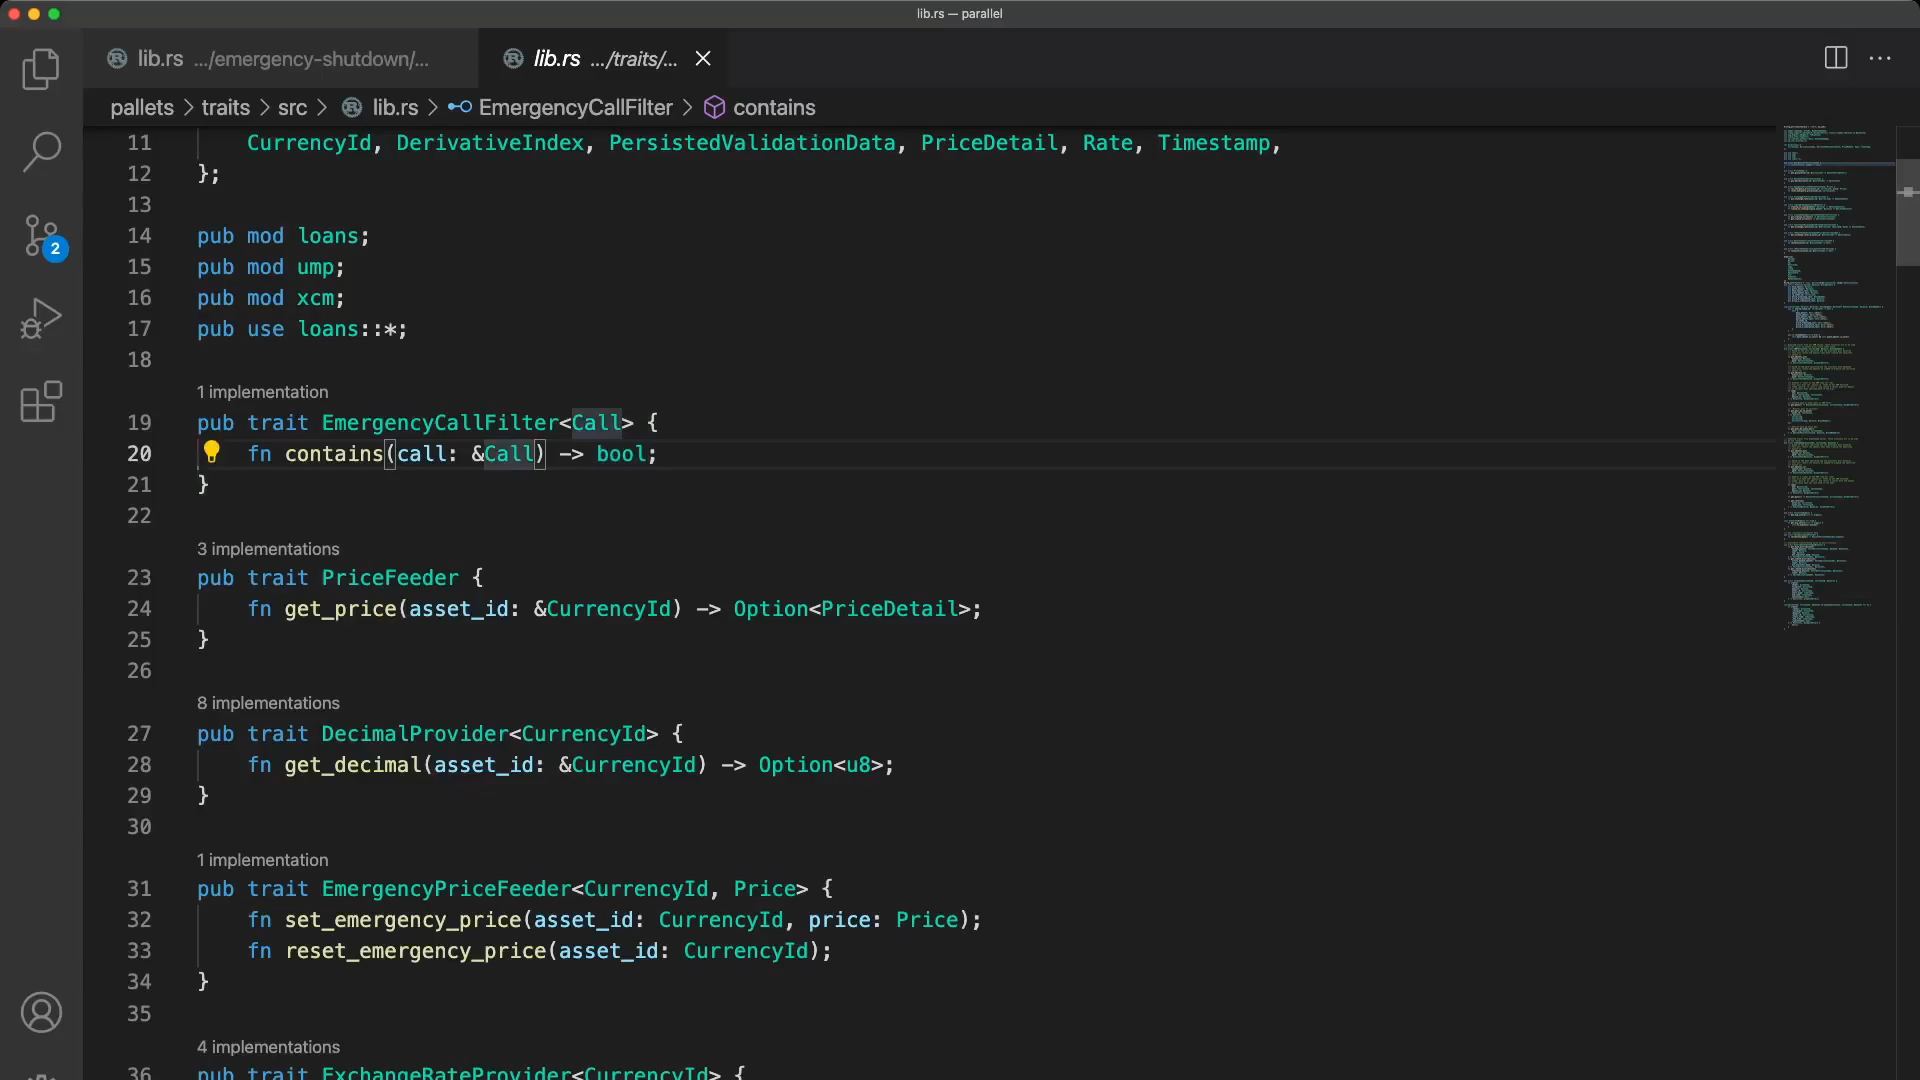 lib.rs — parallel
lib.rs .../emergency-shutdown/...
lib.rs .../traits/...
pallets > traits > src > lib.rs > EmergencyCallFilter > contains
11 CurrencyId, DerivativeIndex, PersistedValidationData, PriceDetail, Rate, Timestamp,
12 };
13
14 pub mod loans;
15 pub mod ump;
16 pub mod xcm;
17 pub use loans::*;
18
1 implementation
19 pub trait EmergencyCallFilter<Call> {
20 fn contains(call: &Call) -> bool;
21 }
22
3 implementations
23 pub trait PriceFeeder {
24 fn get_price(asset_id: &CurrencyId) -> Option<PriceDetail>;
25 }
26
8 implementations
27 pub trait DecimalProvider<CurrencyId> {
28 fn get_decimal(asset_id: &CurrencyId) -> Option<u8>;
29 }
30
1 implementation
31 pub trait EmergencyPriceFeeder<CurrencyId, Price> {
32 fn set_emergency_price(asset_id: CurrencyId, price: Price);
33 fn reset_emergency_price(asset_id: CurrencyId);
34 }
35
4 implementations
36 pub trait ExchangeRateProvider<CurrencyId> {
2